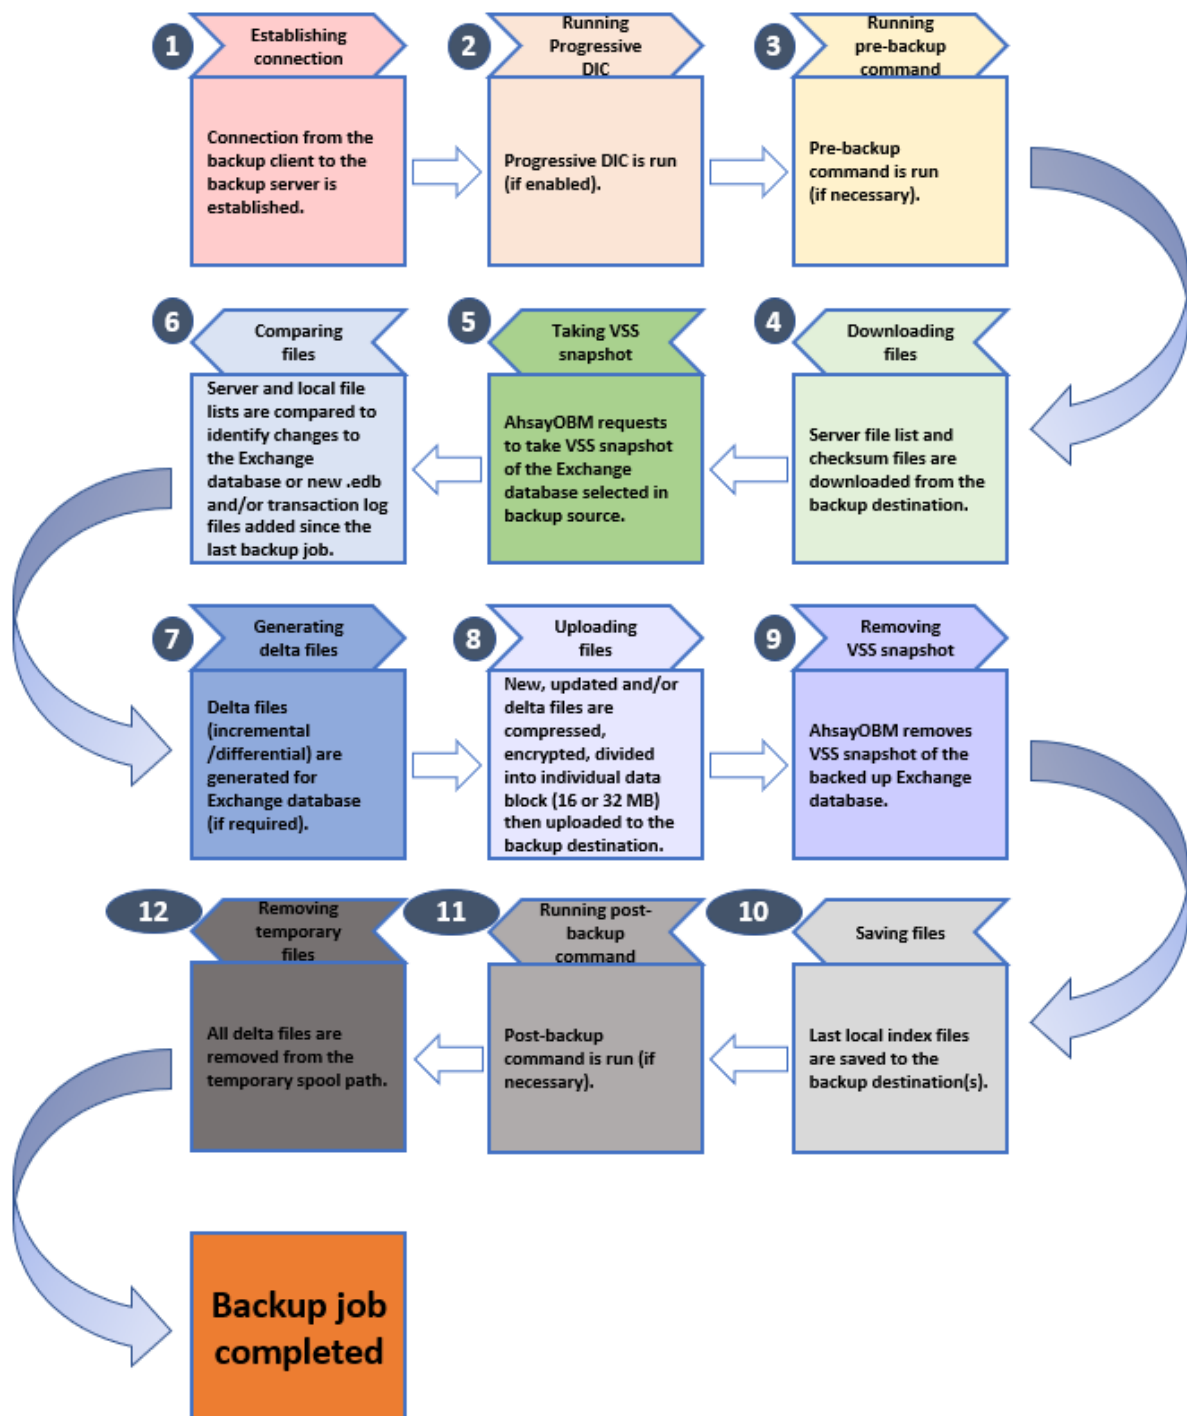 1
Establishing
connection
Connection from the
backup client to the
backup server is
established.
2
Running
Progressive
DIC
Progressive DIC is run
(if enabled).
3
Running
pre-backup
command
Pre-backup
command is run
(if necessary).
4
Downloading
files
Server file list and
checksum files are
downloaded from the
backup destination.
5
Taking VSS
snapshot
AhsayOBM requests
to take VSS snapshot
of the Exchange
database selected in
backup source.
6
Comparing
files
Server and local file
lists are compared to
identify changes to
the Exchange
database or new .edb
and/or transaction log
files added since the
last backup job.
7
Generating
delta files
Delta files
(incremental
/differential) are
generated for
Exchange database
(if required).
8
Uploading
files
New, updated and/or
delta files are
compressed,
encrypted, divided
into individual data
block (16 or 32 MB)
then uploaded to the
backup destination.
9
Removing
VSS snapshot
AhsayOBM removes
VSS snapshot of the
backed up Exchange
database.
10
Saving files
Last local index files
are saved to the
backup destination(s).
11
Running post-
backup
command
Post-backup
command is run (if
necessary).
12
Removing
temporary
files
All delta files are
removed from the
temporary spool path.
Backup job
completed